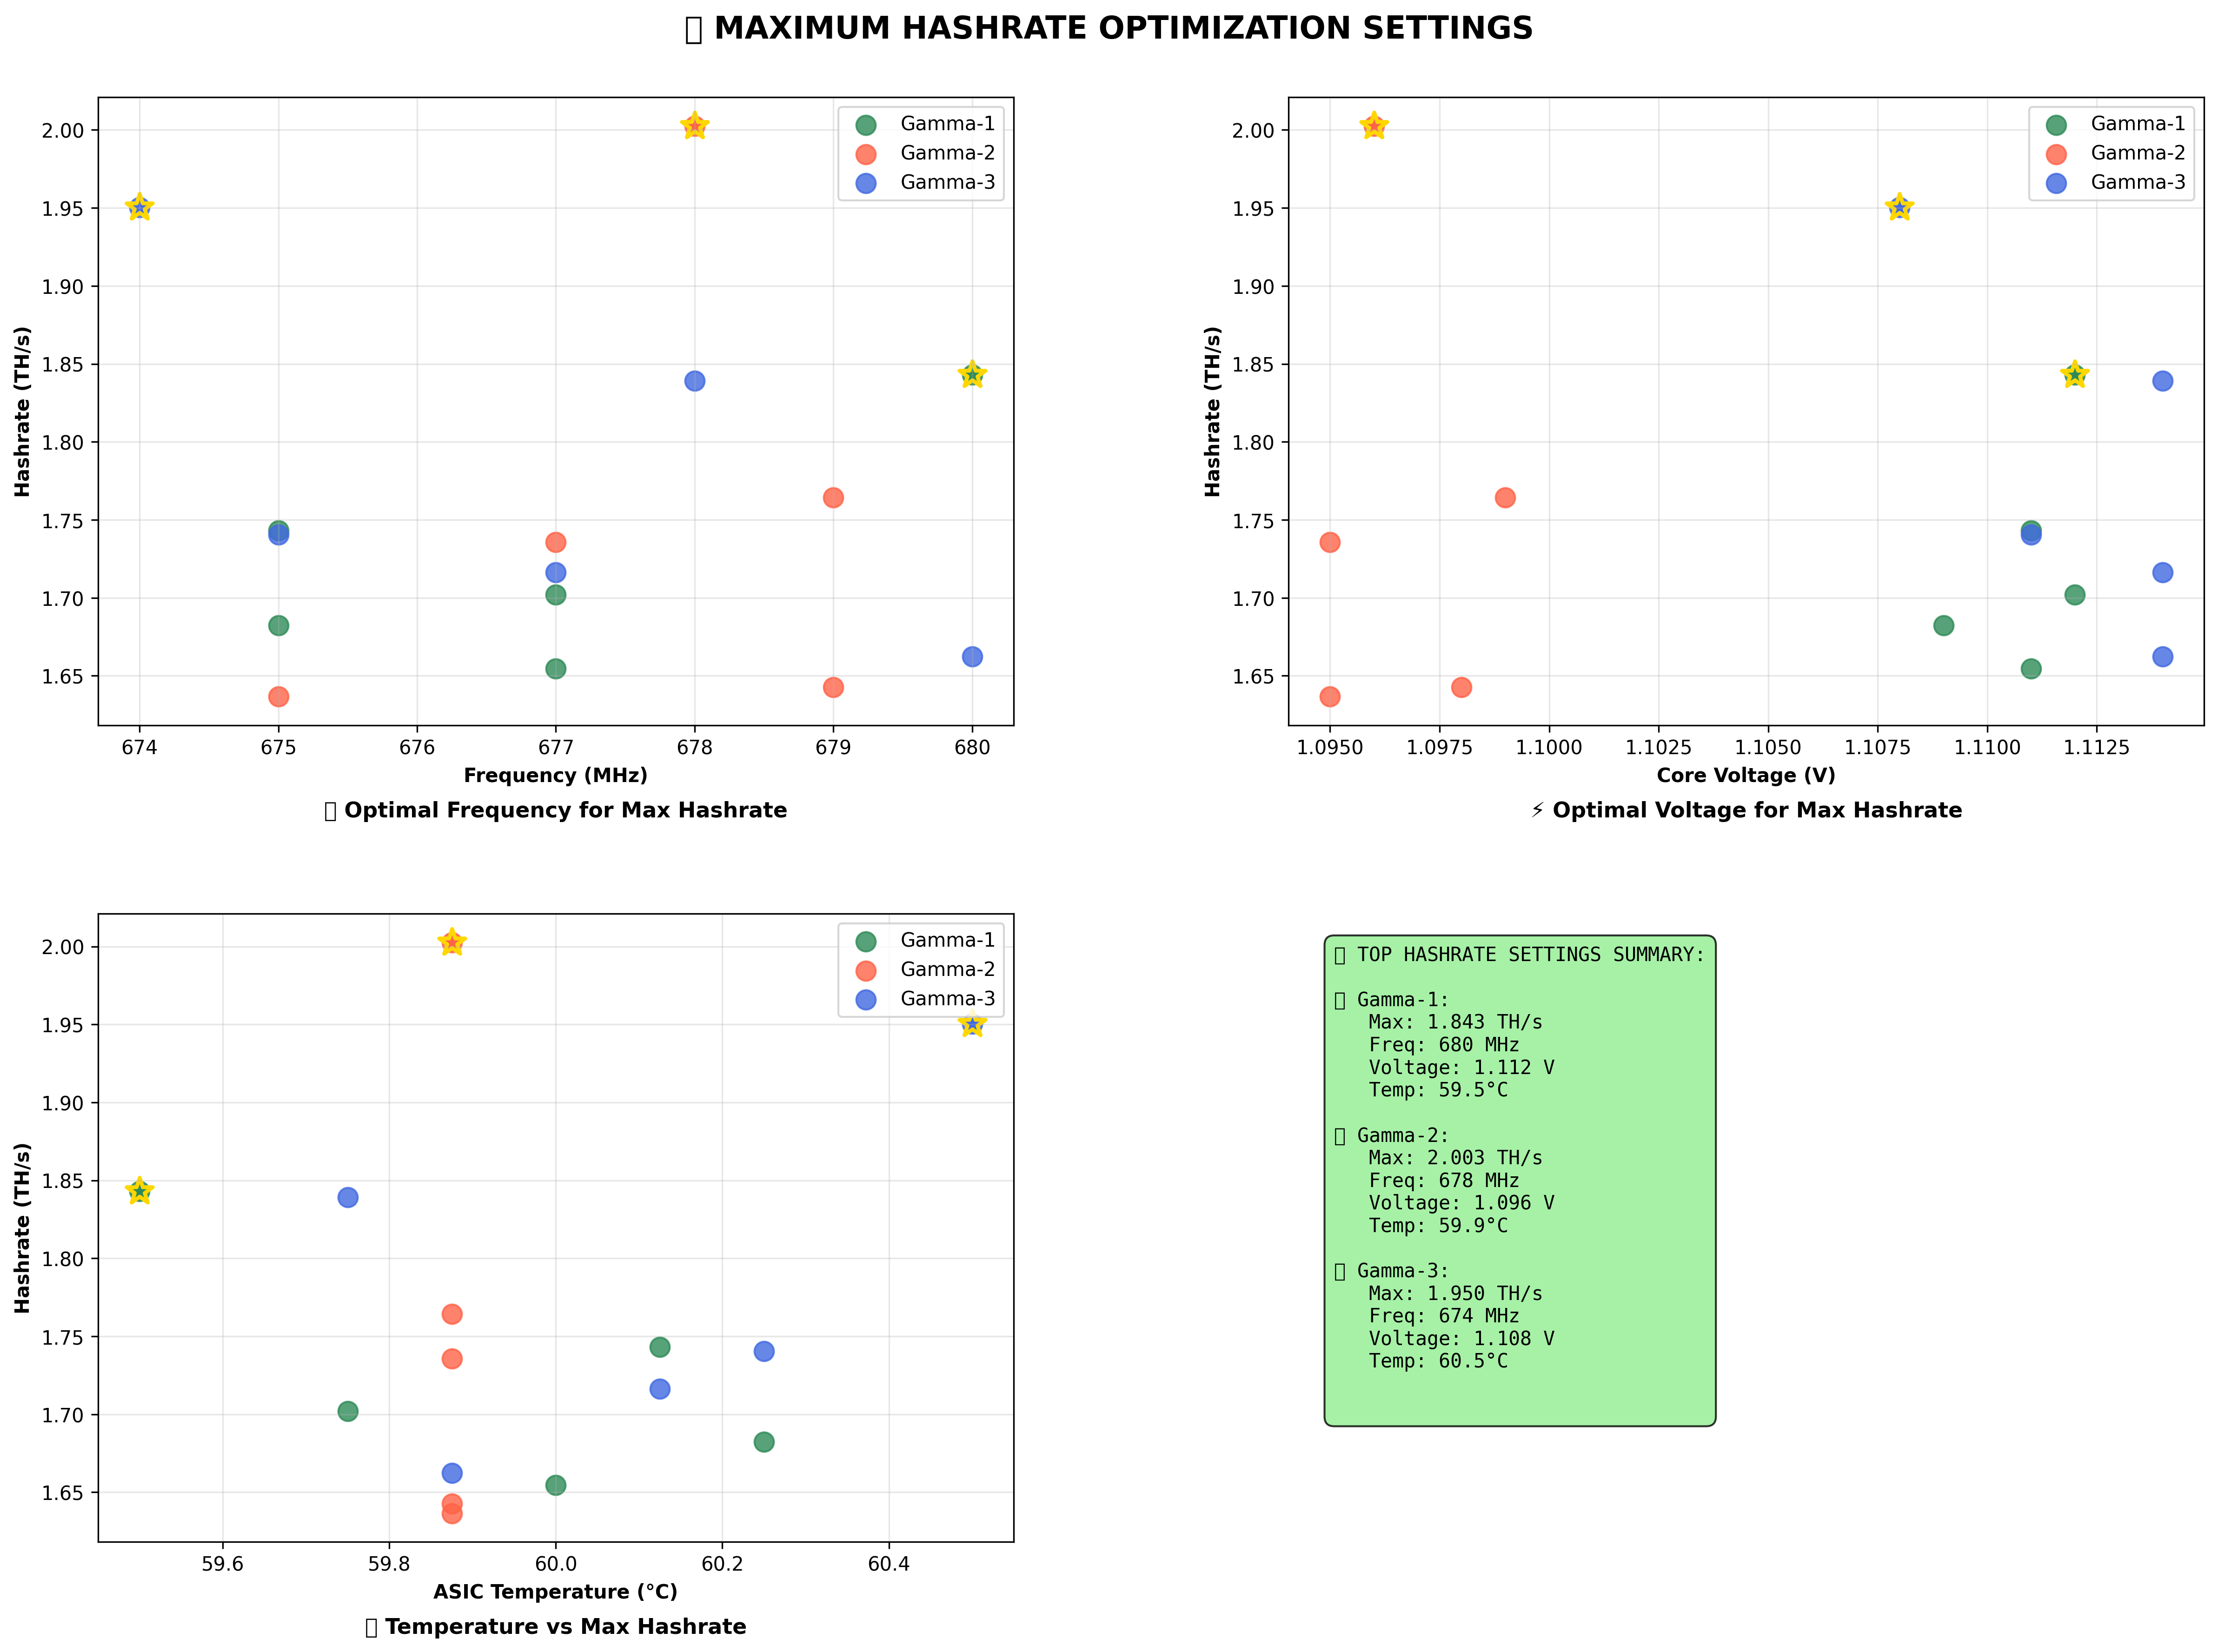 MAXIMUM HASHRATE OPTIMIZATION SETTINGS
Hashrate (TH/s)
2.00
1.95
1.90
1.85
1.80
1.75
1.70
1.65
Gamma-1
Gamma-2
Gamma-3
674 675 676 677 678 679 680
Frequency (MHz)
Optimal Frequency for Max Hashrate
Hashrate (TH/s)
2.00
1.95
1.90
1.85
1.80
1.75
1.70
1.65
Gamma-1
Gamma-2
Gamma-3
1.0950 1.0975 1.1000 1.1025 1.1050 1.1075 1.1100 1.1125
Core Voltage (V)
⚡ Optimal Voltage for Max Hashrate
Hashrate (TH/s)
2.00
1.95
1.90
1.85
1.80
1.75
1.70
1.65
Gamma-1
Gamma-2
Gamma-3
59.6 59.8 60.0 60.2 60.4
ASIC Temperature (°C)
Temperature vs Max Hashrate
TOP HASHRATE SETTINGS SUMMARY:
Gamma-1:
Max: 1.843 TH/s
Freq: 680 MHz
Voltage: 1.112 V
Temp: 59.5°C
Gamma-2:
Max: 2.003 TH/s
Freq: 678 MHz
Voltage: 1.096 V
Temp: 59.9°C
Gamma-3:
Max: 1.950 TH/s
Freq: 674 MHz
Voltage: 1.108 V
Temp: 60.5°C